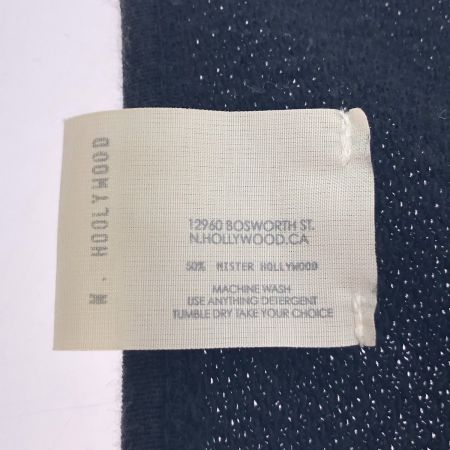 N. HOOLYWOOD
12960 BOSWORTH ST.
N.HOLLYWOOD.CA
50% MISTER HOLLYWOOD
MACHINE WASH
USE ANYTHING DETERGENT
TUMBLE DRY TAKE YOUR CHOICE